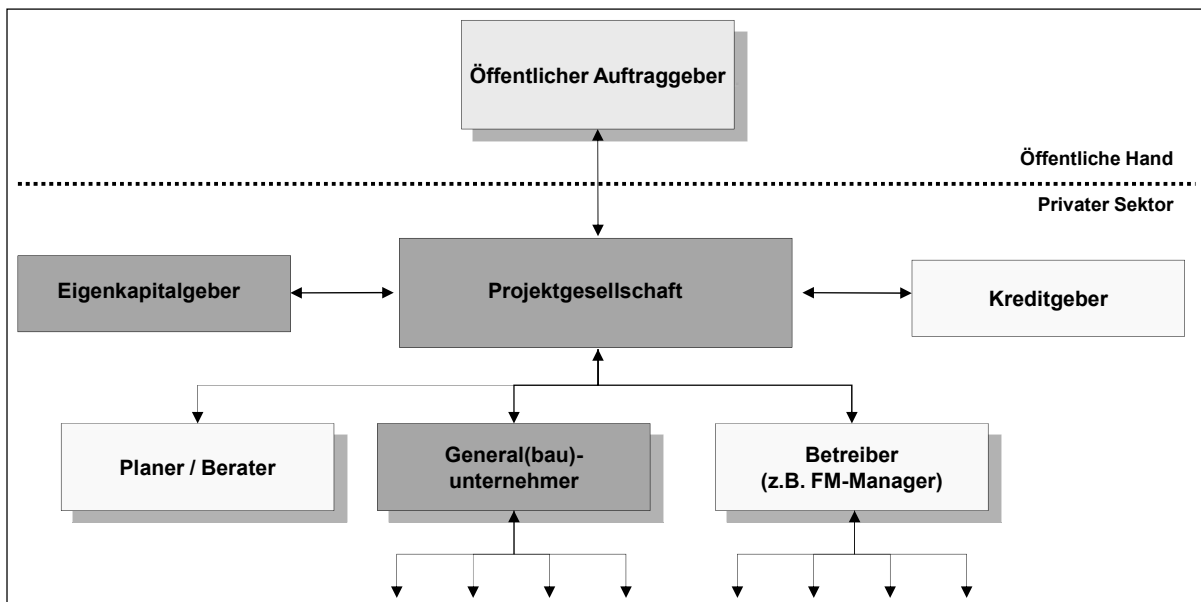 Öffentlicher Auftraggeber
Öffentliche Hand
Privater Sektor
Eigenkapitalgeber
Projektgesellschaft
Kreditgeber
Planer / Berater
General(bau)-
unternehmer
Betreiber
(z.B. FM-Manager)